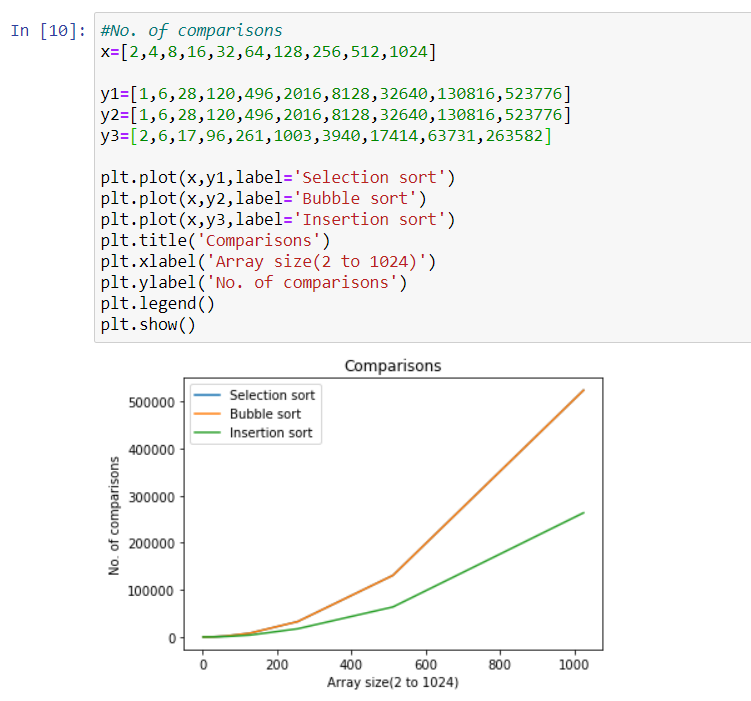 In [10]: #No. of comparisons
x=[2,4,8,16,32,64,128,256,512,1024]
y1=[1,6,28,120,496,2016,8128,32640,130816,523776]
y2=[1,6,28,120,496,2016,8128,32640,130816,523776]
y3=[2,6,17,96,261,1003,3940,17414,63731,263582]
plt.plot(x,y1,label='Selection sort')
plt.plot(x,y2,label='Bubble sort')
plt.plot(x,y3,label='Insertion sort')
plt.title('Comparisons')
plt.xlabel('Array size(2 to 1024)')
plt.ylabel('No. of comparisons')
plt.legend()
plt.show()
Comparisons
Selection sort
Bubble sort
Insertion sort
500000
400000
300000
200000
100000
0
No. of comparisons
0 200 400 600 800 1000
Array size(2 to 1024)